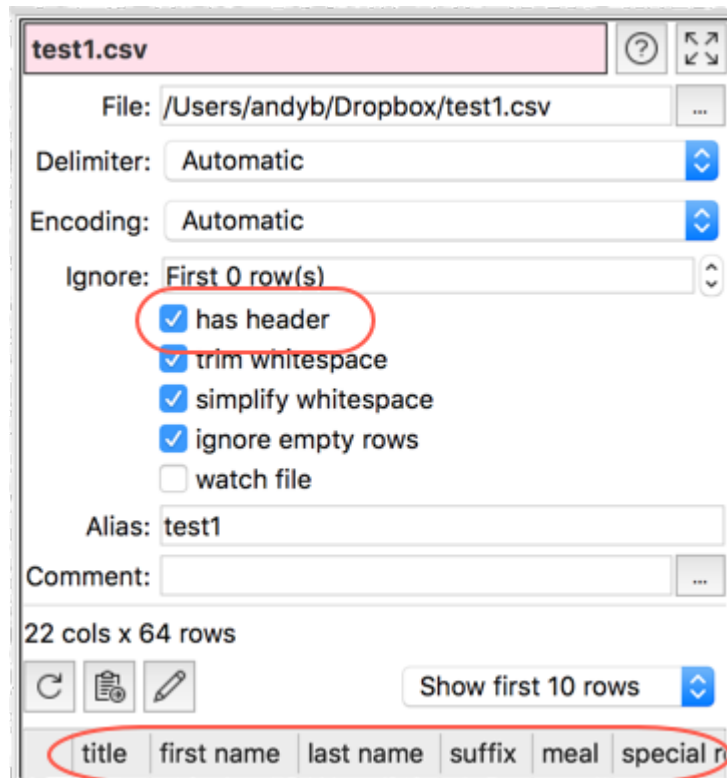 test1.csv
File: /Users/andyb/Dropbox/test1.csv ...
Delimiter: Automatic
Encoding: Automatic
Ignore: First 0 row(s)
has header
trim whitespace
simplify whitespace
ignore empty rows
watch file
Alias: test1
Comment: ...
22 cols x 64 rows
Show first 10 rows
title first name last name suffix meal special